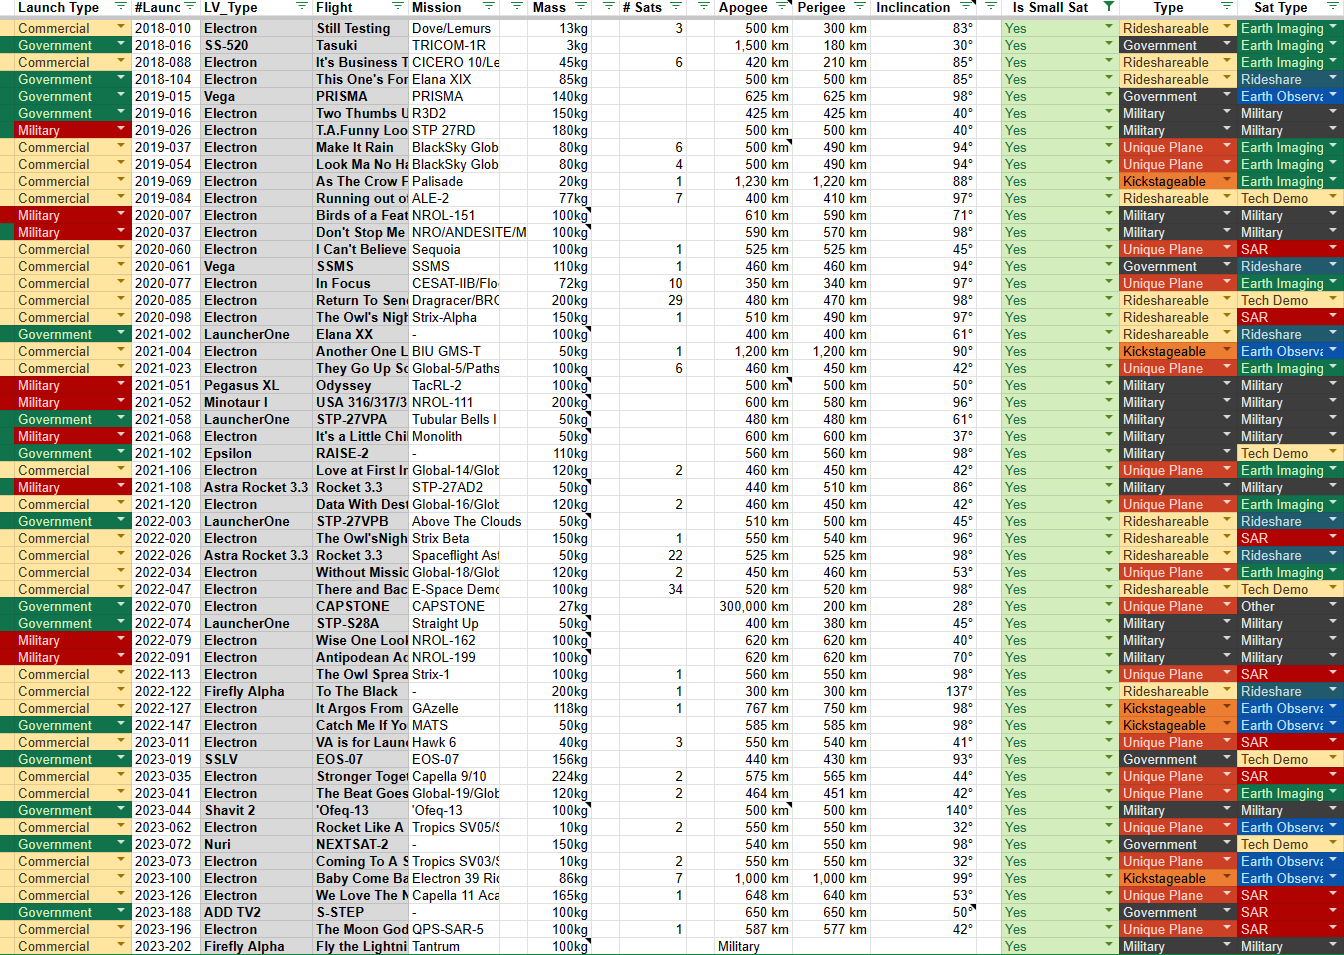 Launch Type #Launc LV_Type Flight Mission Mass # Sats Apogee Perigee Inclincation Is Small Sat Type Sat Type
Commercial 2018-010 Electron Still Testing Dove/Lemurs 13kg 3 500 km 300 km 83° Yes Rideshareable Earth Imaging
Government 2018-016 SS-520 Tasuki TRICOM-1R 3kg 1,500 km 180 km 30° Yes Government Earth Imaging
Commercial 2018-088 Electron It's Business T CICERO 10/Le 45kg 6 420 km 210 km 85° Yes Rideshareable Earth Imaging
Government 2018-104 Electron This One's For Elana XIX 85kg 500 km 500 km 85° Yes Rideshareable Rideshare
Government 2019-015 Vega PRISMA PRISMA 140kg 625 km 625 km 98° Yes Government Earth Observa
Government 2019-016 Electron Two Thumbs U R3D2 150kg 425 km 425 km 40° Yes Military Military
Military 2019-026 Electron T.A.Funny Loo STP 27RD 180kg 500 km 500 km 40° Yes Military Military
Commercial 2019-037 Electron Make It Rain BlackSky Glob 80kg 6 500 km 490 km 94° Yes Unique Plane Earth Imaging
Commercial 2019-054 Electron Look Ma No Ha BlackSky Glob 80kg 4 500 km 490 km 94° Yes Unique Plane Earth Imaging
Commercial 2019-069 Electron As The Crow F Palisade 20kg 1 1,230 km 1,220 km 88° Yes Kickstageable Earth Imaging
Commercial 2019-084 Electron Running out of ALE-2 77kg 7 400 km 410 km 97° Yes Rideshareable Tech Demo
Military 2020-007 Electron Birds of a Feat NROL-151 100kg 610 km 590 km 71° Yes Military Military
Military 2020-037 Electron Don't Stop Me NRO/ANDESITE/M 100kg 590 km 570 km 98° Yes Military Military
Commercial 2020-060 Electron I Can't Believe Sequoia 100kg 1 525 km 525 km 45° Yes Unique Plane SAR
Commercial 2020-061 Vega SSMS SSMS 110kg 1 460 km 460 km 94° Yes Government Rideshare
Commercial 2020-077 Electron In Focus CESAT-IIB/Flo 72kg 10 350 km 340 km 97° Yes Unique Plane Earth Imaging
Commercial 2020-085 Electron Return To Sen Dragracer/BRO 200kg 29 480 km 470 km 98° Yes Rideshareable Tech Demo
Commercial 2020-098 Electron The Owl's Nigh Strix-Alpha 150kg 1 510 km 490 km 97° Yes Rideshareable SAR
Government 2021-002 LauncherOne Elana XX - 100kg 400 km 400 km 61° Yes Rideshareable Rideshare
Commercial 2021-004 Electron Another One L BIU GMS-T 50kg 1 1,200 km 1,200 km 90° Yes Kickstageable Earth Observa
Commercial 2021-023 Electron They Go Up So Global-5/Paths 100kg 6 460 km 450 km 42° Yes Unique Plane Earth Imaging
Military 2021-051 Pegasus XL Odyssey TacRL-2 100kg 500 km 500 km 50° Yes Military Military
Military 2021-052 Minotaur I USA 316/317/3 NROL-111 200kg 600 km 580 km 96° Yes Military Military
Government 2021-058 LauncherOne STP-27VPA Tubular Bells I 50kg 480 km 480 km 61° Yes Military Military
Military 2021-068 Electron It's a Little Chi Monolith 50kg 600 km 600 km 37° Yes Military Military
Government 2021-102 Epsilon RAISE-2 - 110kg 560 km 560 km 98° Yes Military Tech Demo
Commercial 2021-106 Electron Love at First In Global-14/Glob 120kg 2 460 km 450 km 42° Yes Unique Plane Earth Imaging
Military 2021-108 Astra Rocket 3.3 Rocket 3.3 STP-27AD2 50kg 440 km 510 km 86° Yes Military Military
Commercial 2021-120 Electron Data With Dest Global-16/Glob 120kg 2 460 km 450 km 42° Yes Unique Plane Earth Imaging
Government 2022-003 LauncherOne STP-27VPB Above The Clouds 50kg 510 km 500 km 45° Yes Rideshareable Rideshare
Commercial 2022-020 Electron The Owl'sNigh Strix Beta 150kg 1 550 km 540 km 96° Yes Rideshareable SAR
Commercial 2022-026 Astra Rocket 3.3 Rocket 3.3 Spaceflight Ast 50kg 22 525 km 525 km 98° Yes Rideshareable Rideshare
Commercial 2022-034 Electron Without Missio Global-18/Glob 120kg 2 450 km 460 km 53° Yes Unique Plane Earth Imaging
Commercial 2022-047 Electron There and Bac E-Space Demo 100kg 34 520 km 520 km 98° Yes Rideshareable Tech Demo
Government 2022-070 Electron CAPSTONE CAPSTONE 27kg 300,000 km 200 km 28° Yes Unique Plane Other
Government 2022-074 LauncherOne STP-S28A Straight Up 50kg 400 km 380 km 45° Yes Military Military
Military 2022-079 Electron Wise One Lool NROL-162 100kg 620 km 620 km 40° Yes Military Military
Military 2022-091 Electron Antipodean Ad NROL-199 100kg 620 km 620 km 70° Yes Military Military
Commercial 2022-113 Electron The Owl Sprea Strix-1 100kg 1 560 km 550 km 98° Yes Unique Plane SAR
Commercial 2022-122 Firefly Alpha To The Black - 200kg 1 300 km 300 km 137° Yes Rideshareable Rideshare
Commercial 2022-127 Electron It Argos From GAzelle 118kg 1 767 km 750 km 98° Yes Kickstageable Earth Observa
Government 2022-147 Electron Catch Me If Yo MATS 50kg 585 km 585 km 98° Yes Kickstageable Earth Observa
Commercial 2023-011 Electron VA is for Laun Hawk 6 40kg 3 550 km 540 km 41° Yes Unique Plane SAR
Government 2023-019 SSLV EOS-07 EOS-07 156kg 440 km 430 km 93° Yes Government Tech Demo
Commercial 2023-035 Electron Stronger Toget Capella 9/10 224kg 2 575 km 565 km 44° Yes Unique Plane SAR
Commercial 2023-041 Electron The Beat Goes Global-19/Glob 120kg 2 464 km 451 km 42° Yes Unique Plane Earth Imaging
Government 2023-044 Shavit 2 'Ofeq-13 'Ofeq-13 100kg 500 km 500 km 140° Yes Military Military
Commercial 2023-062 Electron Rocket Like A Tropics SV05/S 10kg 2 550 km 550 km 32° Yes Unique Plane Earth Observa
Government 2023-072 Nuri NEXTSAT-2 - 150kg 540 km 550 km 98° Yes Government Tech Demo
Commercial 2023-073 Electron Coming To A S Tropics SV03/S 10kg 2 550 km 550 km 32° Yes Unique Plane Earth Observa
Commercial 2023-100 Electron Baby Come Ba Electron 39 Ric 86kg 7 1,000 km 1,000 km 99° Yes Kickstageable Earth Observa
Commercial 2023-126 Electron We Love The N Capella 11 Aca 165kg 1 648 km 640 km 53° Yes Unique Plane SAR
Government 2023-188 ADD TV2 S-STEP - 100kg 650 km 650 km 50° Yes Government SAR
Commercial 2023-196 Electron The Moon God QPS-SAR-5 100kg 1 587 km 577 km 42° Yes Unique Plane SAR
Commercial 2023-202 Firefly Alpha Fly the Lightni Tantrum 100kg Military Yes Military Military